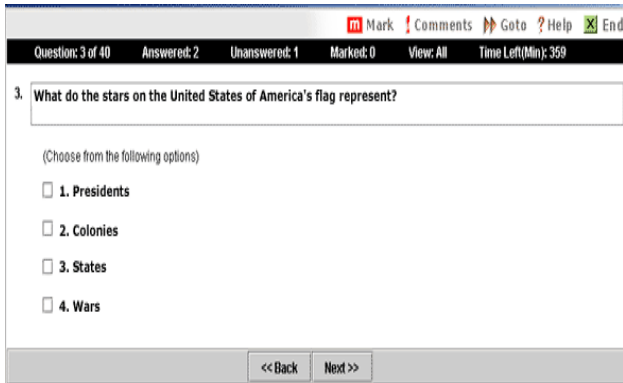 m Mark ! Comments Goto ? Help X End
Question: 3 of 40 Answered: 2 Unanswered: 1 Marked: 0 View: All Time Left(Min): 359
3. What do the stars on the United States of America's flag represent?
(Choose from the following options)
1. Presidents
2. Colonies
3. States
4. Wars
<< Back Next >>